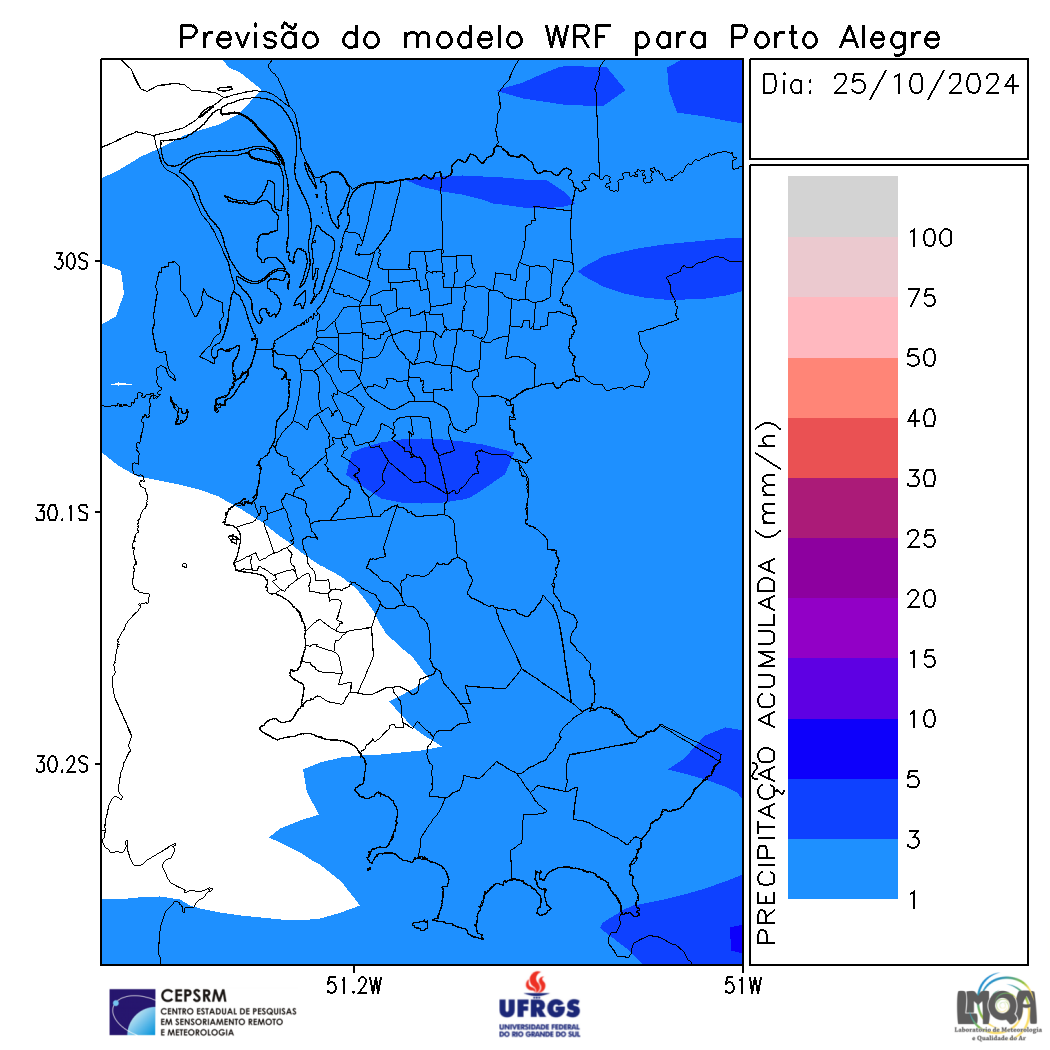 Previsão do modelo WRF para Porto Alegre
Dia: 25/10/2024
30S
30.1S
30.2S
51.2W
51W
PRECIPITAÇÃO ACUMULADA (mm/h)
100
75
50
40
30
25
20
15
10
5
3
1
CEPSRM
CENTRO ESTADUAL DE PESQUISAS
EM SENSORIAMENTO REMOTO
E METEOROLOGIA
UFRGS
UNIVERSIDADE FEDERAL
DO RIO GRANDE DO SUL
LMQA
Laboratório de Meteorologia
e Qualidade do Ar